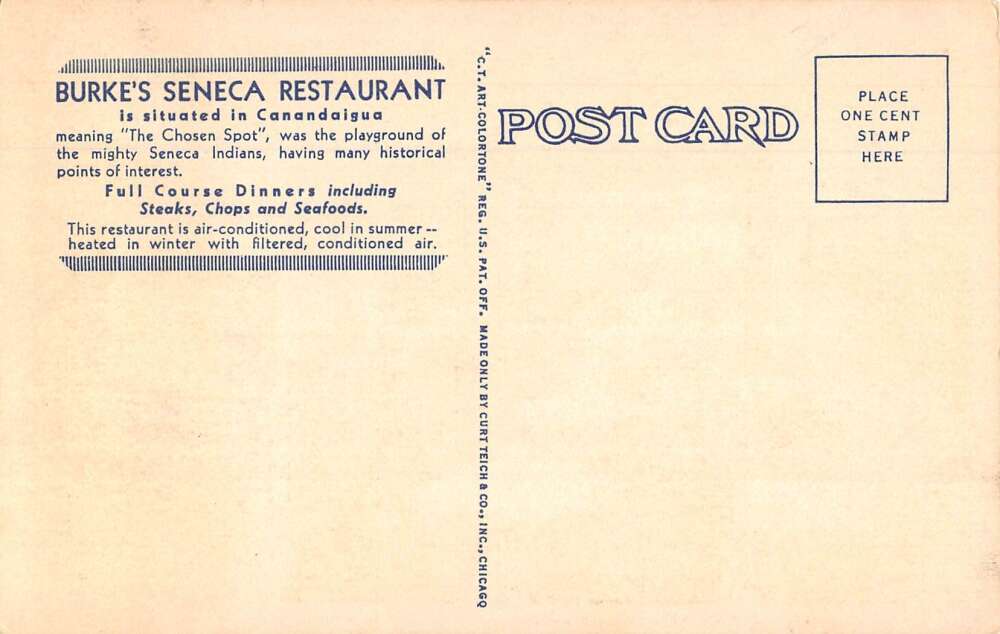 BURKE'S SENECA RESTAURANT
is situated in Canandaigua
meaning "The Chosen Spot", was the playground of
the mighty Seneca Indians, having many historical
points of interest.
Full Course Dinners including
Steaks, Chops and Seafoods.
This restaurant is air-conditioned, cool in summer --
heated in winter with filtered, conditioned air.
"C.T. ART-COLORTONE" REG. U.S. PAT. OFF. MADE ONLY BY CURT TEICH & CO., INC., CHICAGO
POST CARD
PLACE
ONE CENT
STAMP
HERE